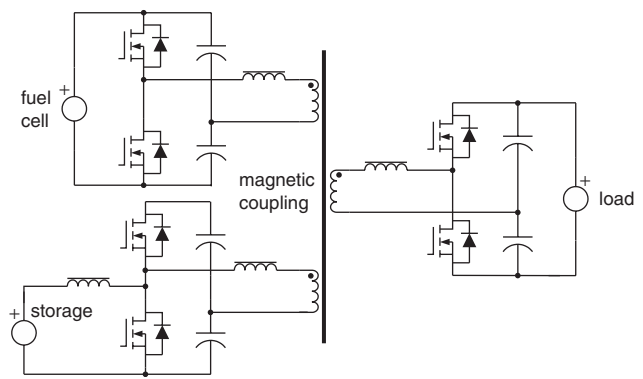 +
fuel
cell
magnetic
coupling
+
load
+
storage